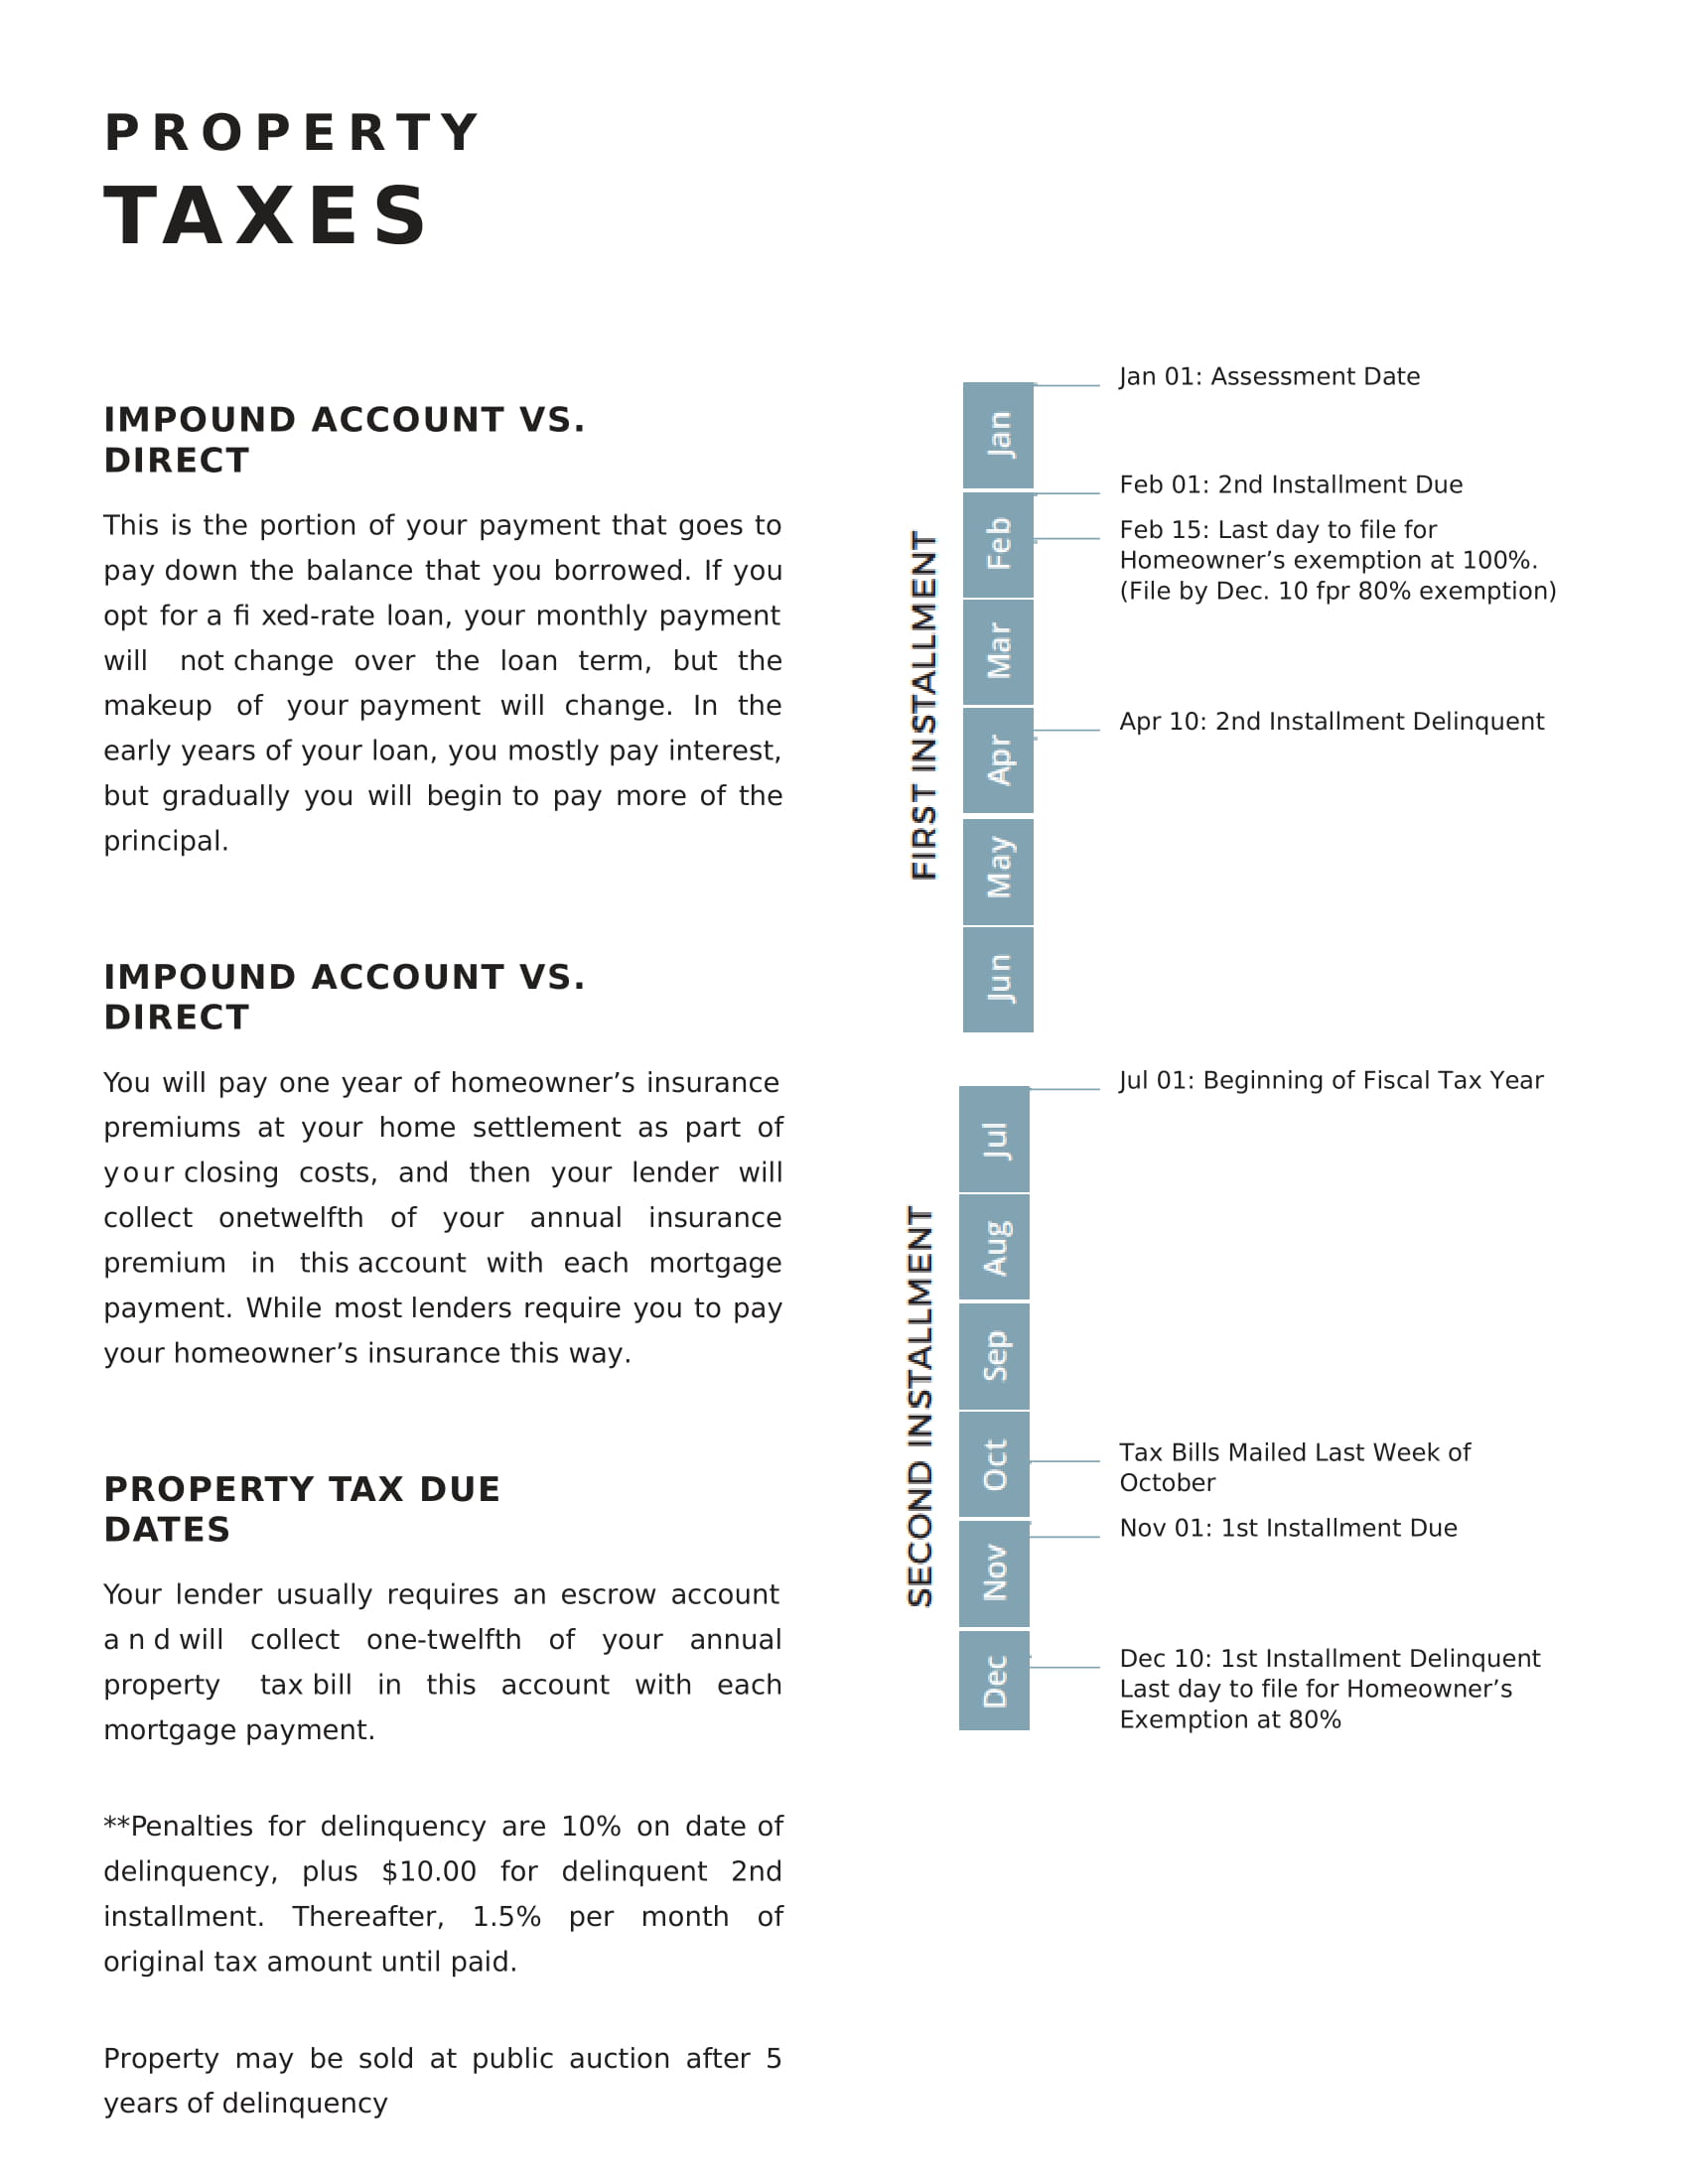 PROPERTY
TAXES
IMPOUND ACCOUNT VS.
DIRECT
This is the portion of your payment that goes to
pay down the balance that you borrowed. If you
opt for a fi xed-rate loan, your monthly payment
will not change over the loan term, but the
makeup of your payment will change. In the
early years of your loan, you mostly pay interest,
but gradually you will begin to pay more of the
principal.
IMPOUND ACCOUNT VS.
DIRECT
You will pay one year of homeowner’s insurance
premiums at your home settlement as part of
your closing costs, and then your lender will
collect onetwelfth of your annual insurance
premium in this account with each mortgage
payment. While most lenders require you to pay
your homeowner’s insurance this way.
PROPERTY TAX DUE
DATES
Your lender usually requires an escrow account
and will collect one-twelfth of your annual
property tax bill in this account with each
mortgage payment.
**Penalties for delinquency are 10% on date of
delinquency, plus $10.00 for delinquent 2nd
installment. Thereafter, 1.5% per month of
original tax amount until paid.
Property may be sold at public auction after 5
years of delinquency
FIRST INSTALLMENT
Jan
Feb
Mar
Apr
May
Jun
Jan 01: Assessment Date
Feb 01: 2nd Installment Due
Feb 15: Last day to file for
Homeowner’s exemption at 100%.
(File by Dec. 10 fpr 80% exemption)
Apr 10: 2nd Installment Delinquent
SECOND INSTALLMENT
Jul
Aug
Sep
Oct
Nov
Dec
Jul 01: Beginning of Fiscal Tax Year
Tax Bills Mailed Last Week of
October
Nov 01: 1st Installment Due
Dec 10: 1st Installment Delinquent
Last day to file for Homeowner’s
Exemption at 80%